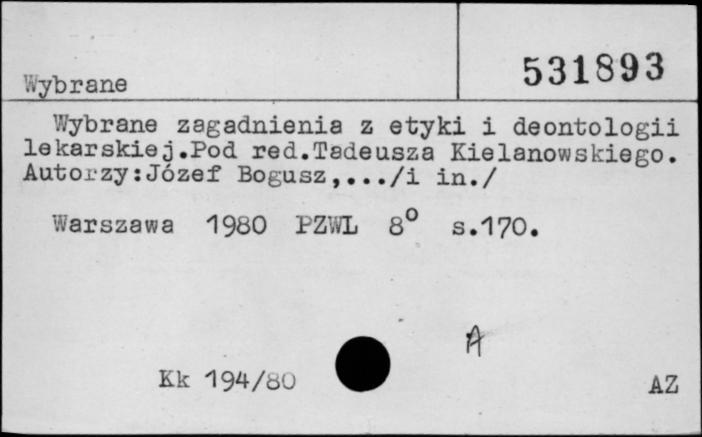 531893
Wybrane
Wybrane zagadnienia z etyki i deontologii
lekarskiej.Pod red.Tadeusza Kielanowskiego.
Autorzy:Józef Bogusz,.../i in./
Warszawa 1980 PZWL 8° s.170.
A
Kk 194/80
AZ